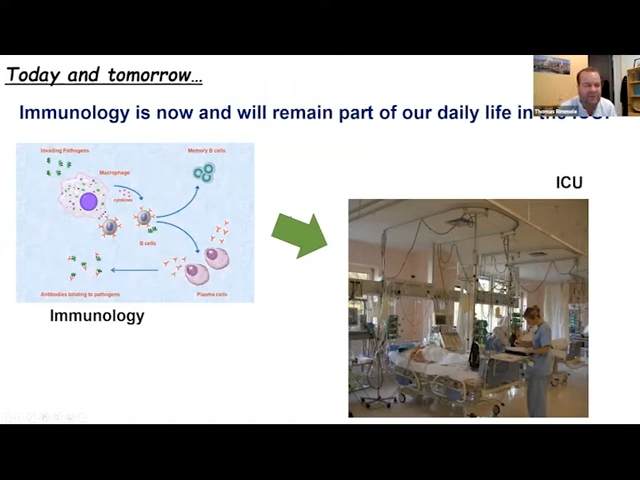 Today and tomorrow...
Thomas
Immunology is now and will remain part of our daily life in the ICU!
Invading Pathogens
Memory B cells
Macrophage
cytokines
B cells
Antibodies binding to pathogens
Plasma cells
Immunology
ICU